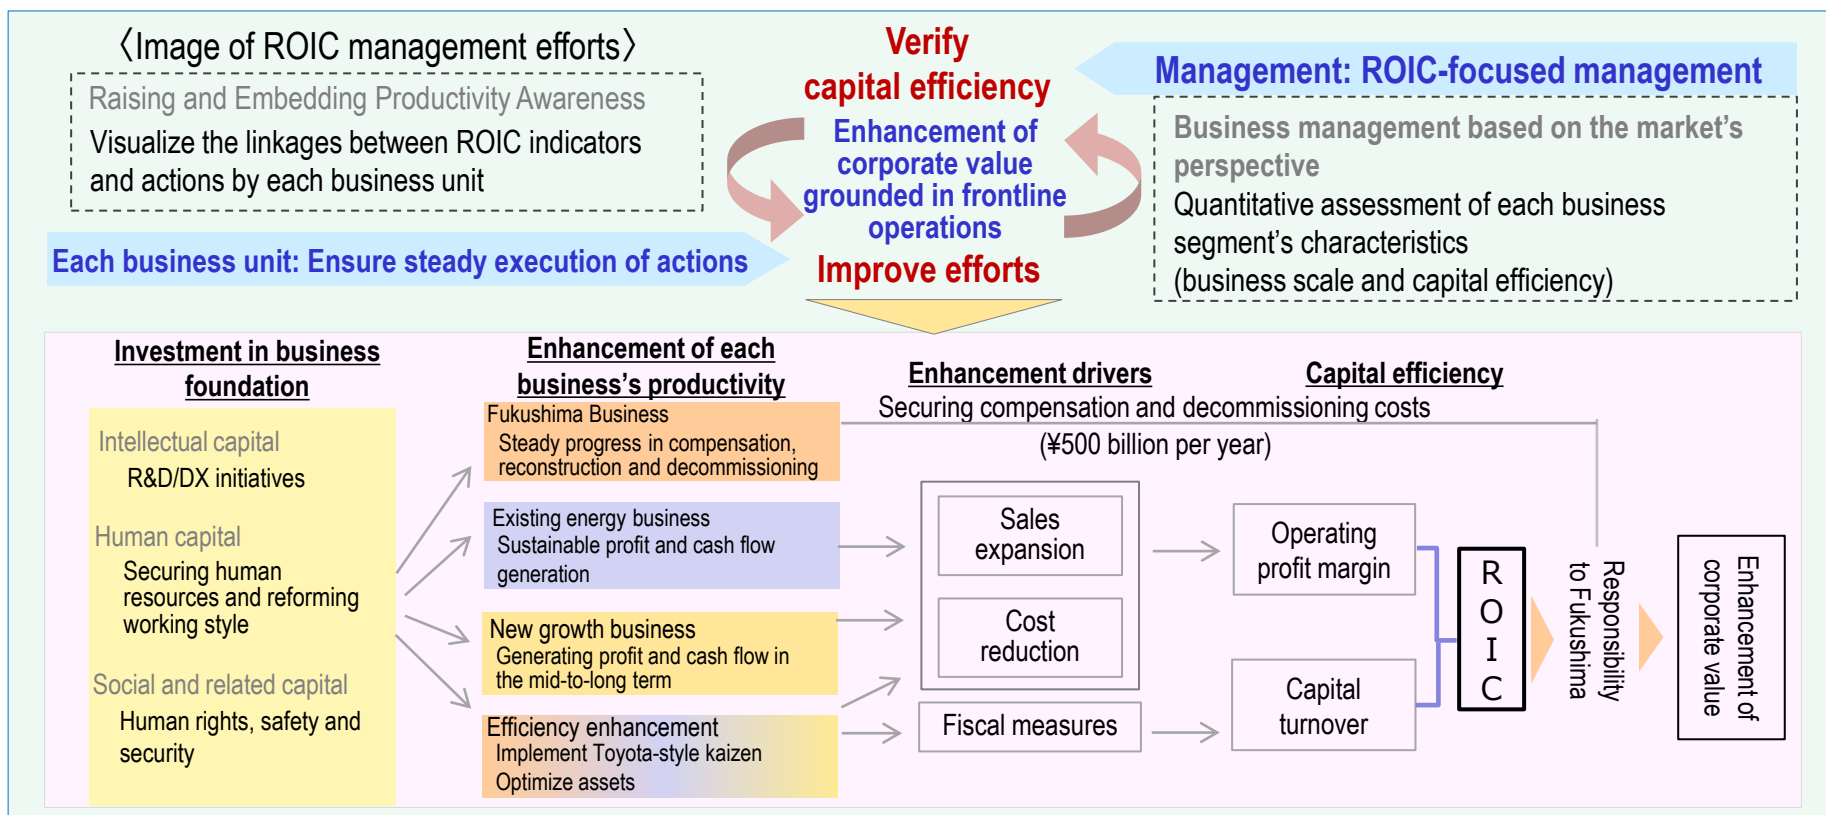 〈Image of ROIC management efforts〉
Raising and Embedding Productivity Awareness
Visualize the linkages between ROIC indicators
and actions by each business unit
Each business unit: Ensure steady execution of actions
Verify
capital efficiency
Enhancement of
corporate value
grounded in frontline
operations
Improve efforts
Management: ROIC-focused management
Business management based on the market's
perspective
Quantitative assessment of each business
segment's characteristics
(business scale and capital efficiency)
Investment in business
foundation
Intellectual capital
R&D/DX initiatives
Human capital
Securing human
resources and reforming
working style
Social and related capital
Human rights, safety and
security
Enhancement of each
business's productivity
Fukushima Business
Steady progress in compensation,
reconstruction and decommissioning
Existing energy business
Sustainable profit and cash flow
generation
New growth business
Generating profit and cash flow in
the mid-to-long term
Efficiency enhancement
Implement Toyota-style kaizen
Optimize assets
Enhancement drivers
Capital efficiency
Securing compensation and decommissioning costs
(¥500 billion per year)
Sales
expansion
Cost
reduction
Fiscal measures
Operating
profit margin
Capital
turnover
ROIC
Responsibility
to Fukushima
Enhancement of
corporate value